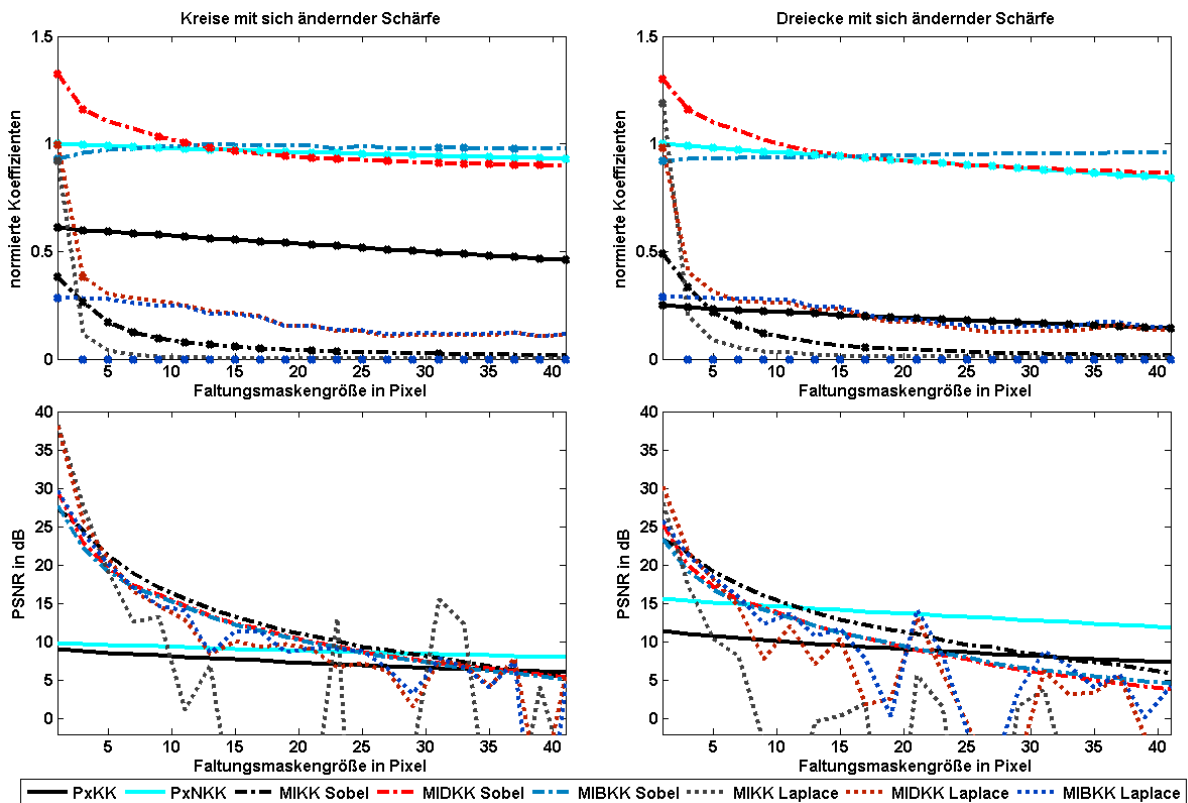 Kreise mit sich ändernder Schärfe
normierte Koeffizienten
1.5
1
0.5
0
5 10 15 20 25 30 35 40
Faltungsmaskengröße in Pixel
Dreiecke mit sich ändernder Schärfe
normierte Koeffizienten
1.5
1
0.5
0
5 10 15 20 25 30 35 40
Faltungsmaskengröße in Pixel
PSNR in dB
40
35
30
25
20
15
10
5
0
5 10 15 20 25 30 35 40
Faltungsmaskengröße in Pixel
PSNR in dB
40
35
30
25
20
15
10
5
0
5 10 15 20 25 30 35 40
Faltungsmaskengröße in Pixel
PxKK PxNKK MIKK Sobel MIDKK Sobel MIBKK Sobel MIKK Laplace MIDKK Laplace MIBKK Laplace